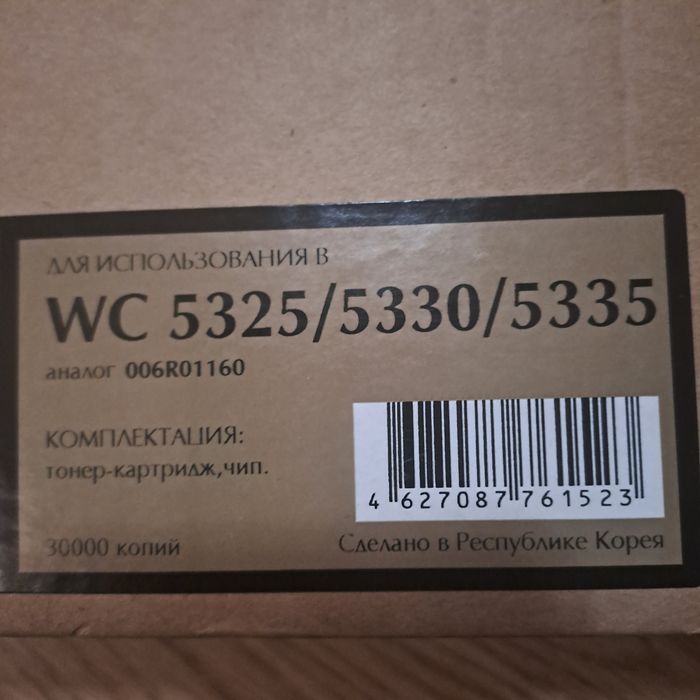 ДЛЯ ИСПОЛЬЗОВАНИЯ В
WC 5325/5330/5335
аналог 006R01160
КОМПЛЕКТАЦИЯ:
тонер-картридж,чип.
4 627087 761523
30000 копий
Сделано в Республике Корея